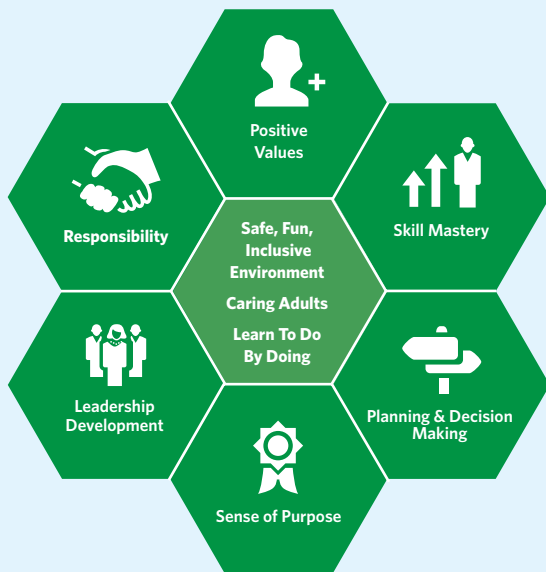 Positive
Values
Responsibility
Skill Mastery
Safe, Fun,
Inclusive
Environment
Caring Adults
Learn To Do
By Doing
Leadership
Development
Planning & Decision
Making
Sense of Purpose